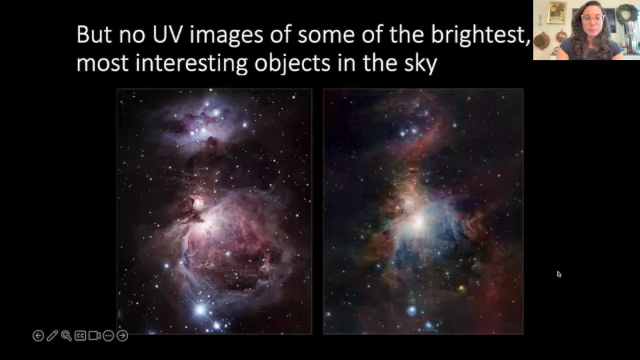 But no UV images of some of the brightest,
most interesting objects in the sky